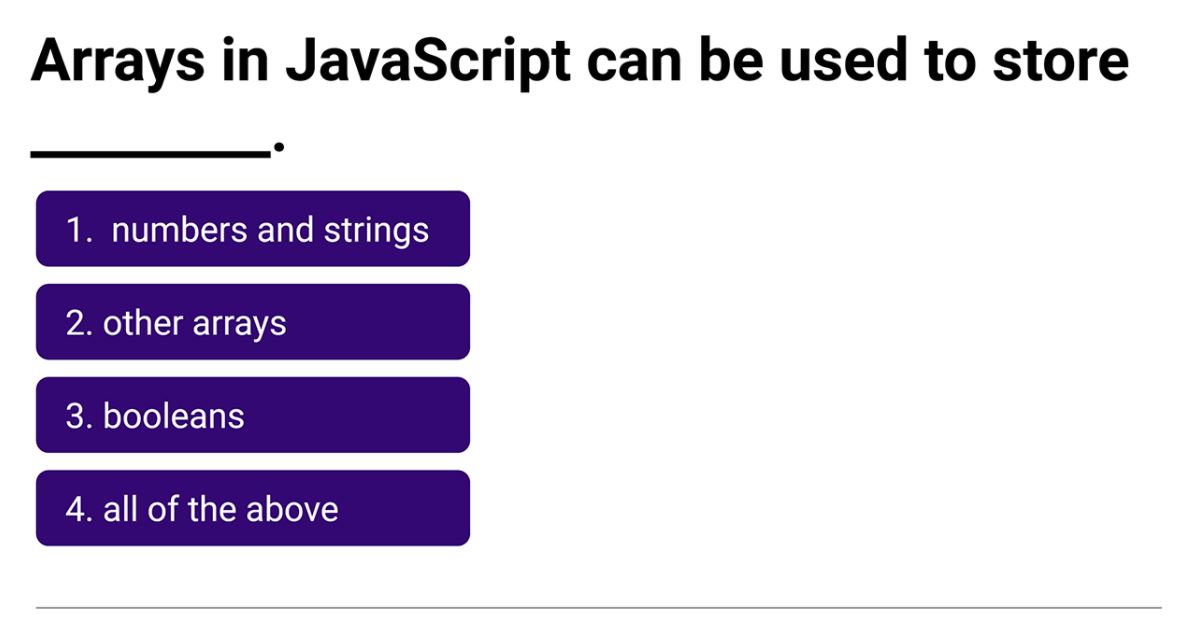 Arrays in JavaScript can be used to store
________.
1. numbers and strings
2. other arrays
3. booleans
4. all of the above